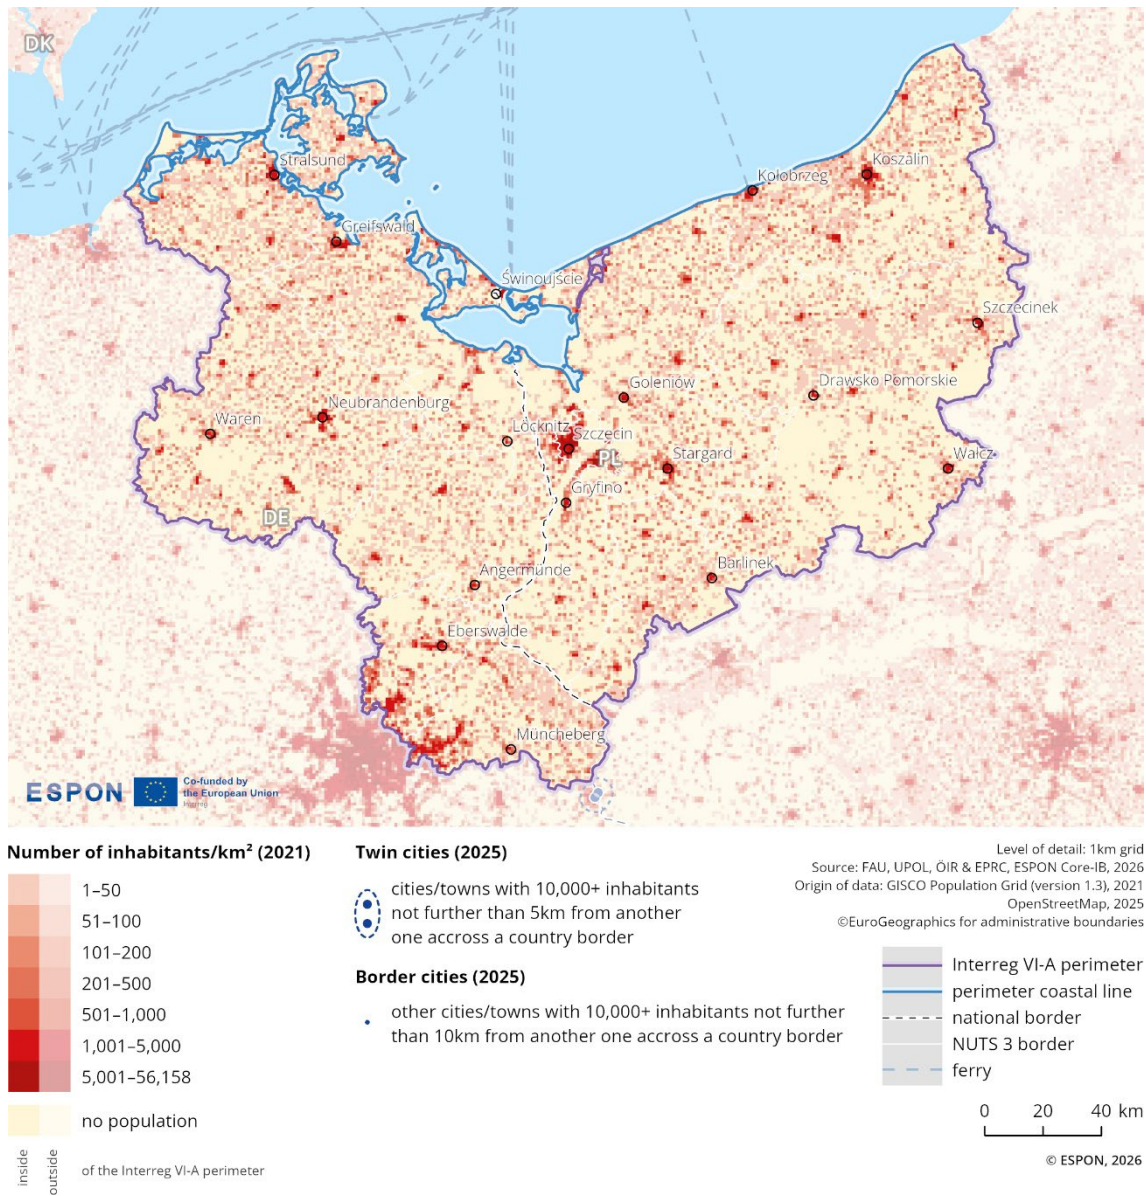 DK
Stralsund
Koszalin
Kołobrzeg
Greifswald
Świnoujście
Szczecinek
Goleniów
Drawsko Pomorskie
Neubrandenburg
Waren
Löcknitz
Szczecin
PL
Stargard
Wałcz
Gryfino
DE
Angermünde
Barlinek
Eberswalde
Müncheberg
ESPON
Co-funded by
the European Union
Interreg
Number of inhabitants/km² (2021)
1–50
51–100
101–200
201–500
501–1,000
1,001–5,000
5,001–56,158
no population
inside
outside
of the Interreg VI-A perimeter
Twin cities (2025)
cities/towns with 10,000+ inhabitants
not further than 5km from another
one accross a country border
Border cities (2025)
other cities/towns with 10,000+ inhabitants not further
than 10km from another one accross a country border
Level of detail: 1km grid
Source: FAU, UPOL, ÖIR & EPRC, ESPON Core-IB, 2026
Origin of data: GISCO Population Grid (version 1.3), 2021
OpenStreetMap, 2025
©EuroGeographics for administrative boundaries
Interreg VI-A perimeter
perimeter coastal line
national border
NUTS 3 border
ferry
0 20 40 km
© ESPON, 2026